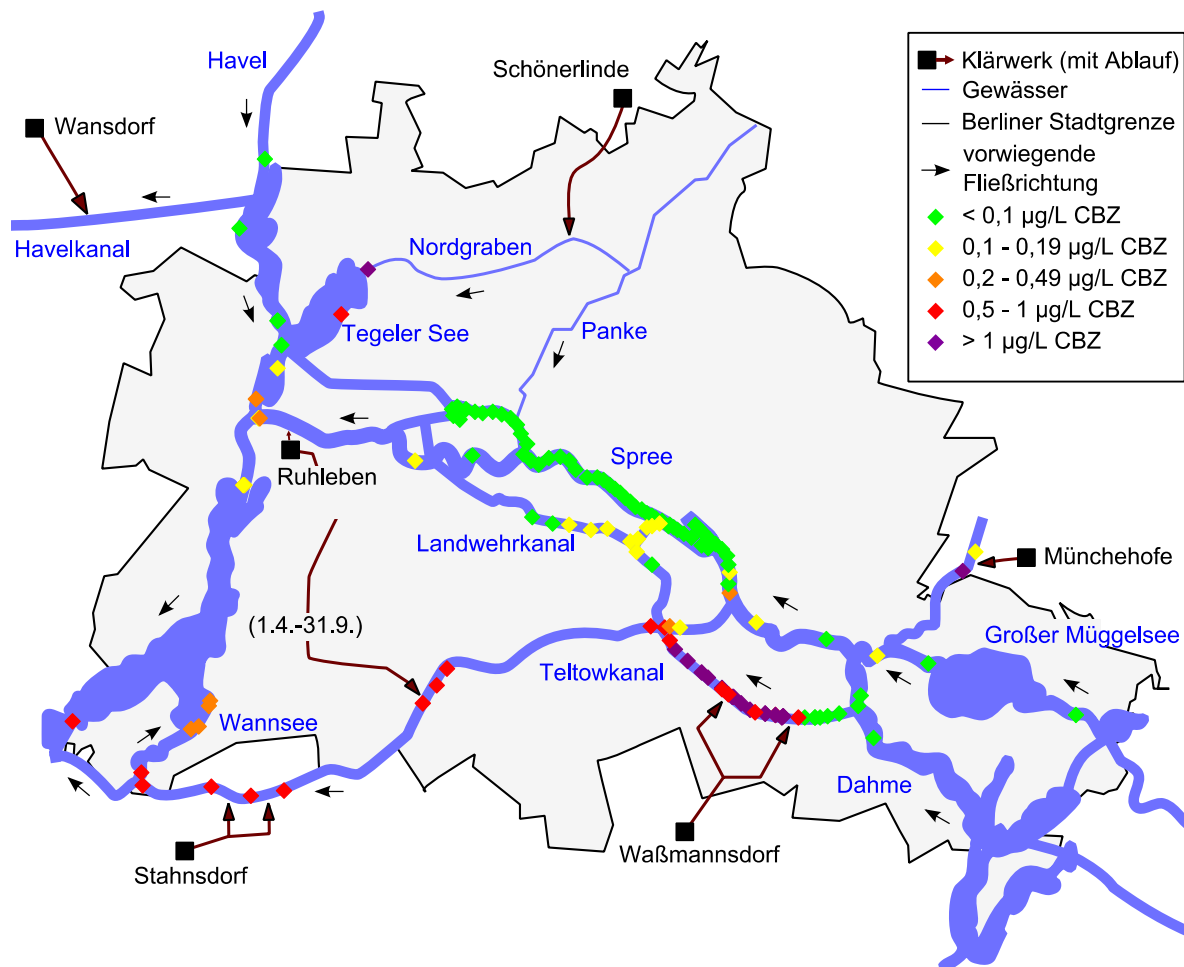 Havel
Schönerlinde
Wansdorf
Havelkanal
Nordgraben
Tegeler See
Panke
Ruhleben
Spree
Landwehrkanal
Münchehofe
(1.4.-31.9.)
Großer Müggelsee
Teltowkanal
Wannsee
Dahme
Waßmannsdorf
Stahnsdorf
Klärwerk (mit Ablauf)
Gewässer
Berliner Stadtgrenze
vorwiegende
Fließrichtung
< 0,1 µg/L CBZ
0,1 - 0,19 µg/L CBZ
0,2 - 0,49 µg/L CBZ
0,5 - 1 µg/L CBZ
> 1 µg/L CBZ